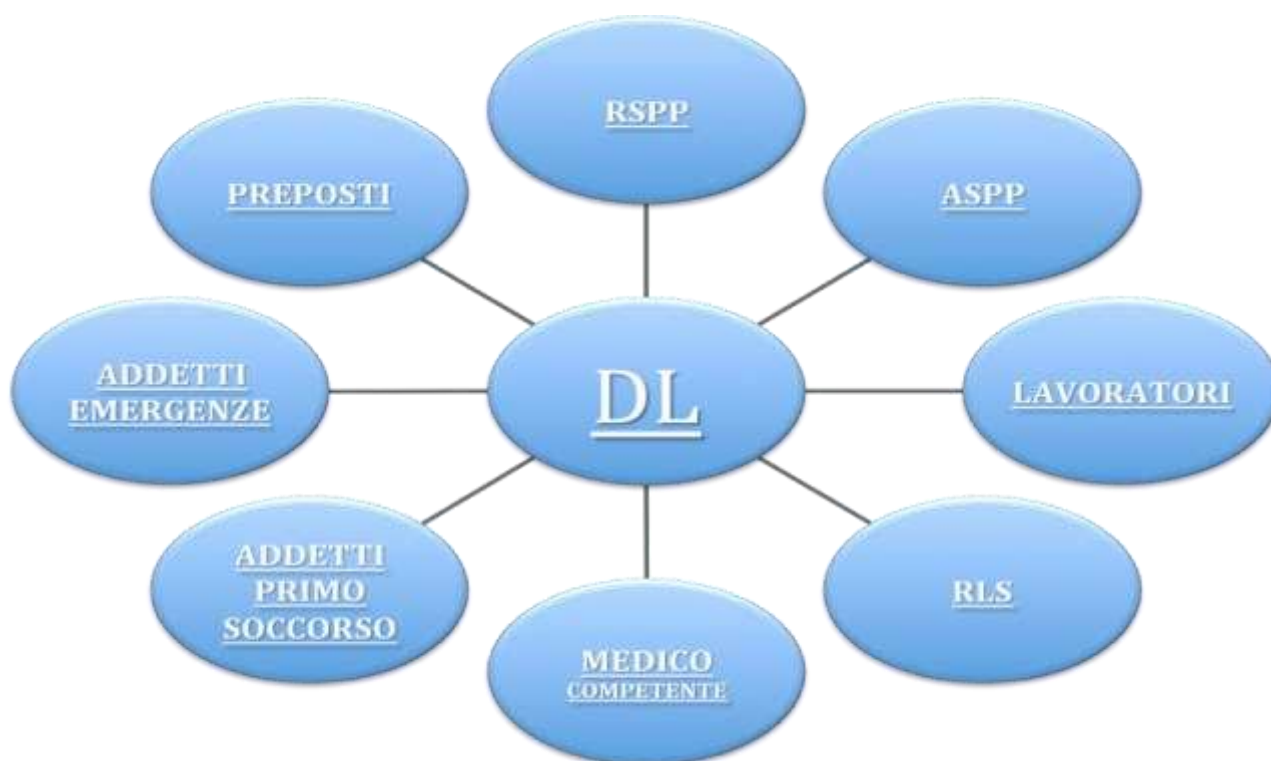 RSPP
PREPOSTI
ASPP
ADDETTI
EMERGENZE
DL
LAVORATORI
ADDETTI
PRIMO
SOCCORSO
RLS
MEDICO
COMPETENTE